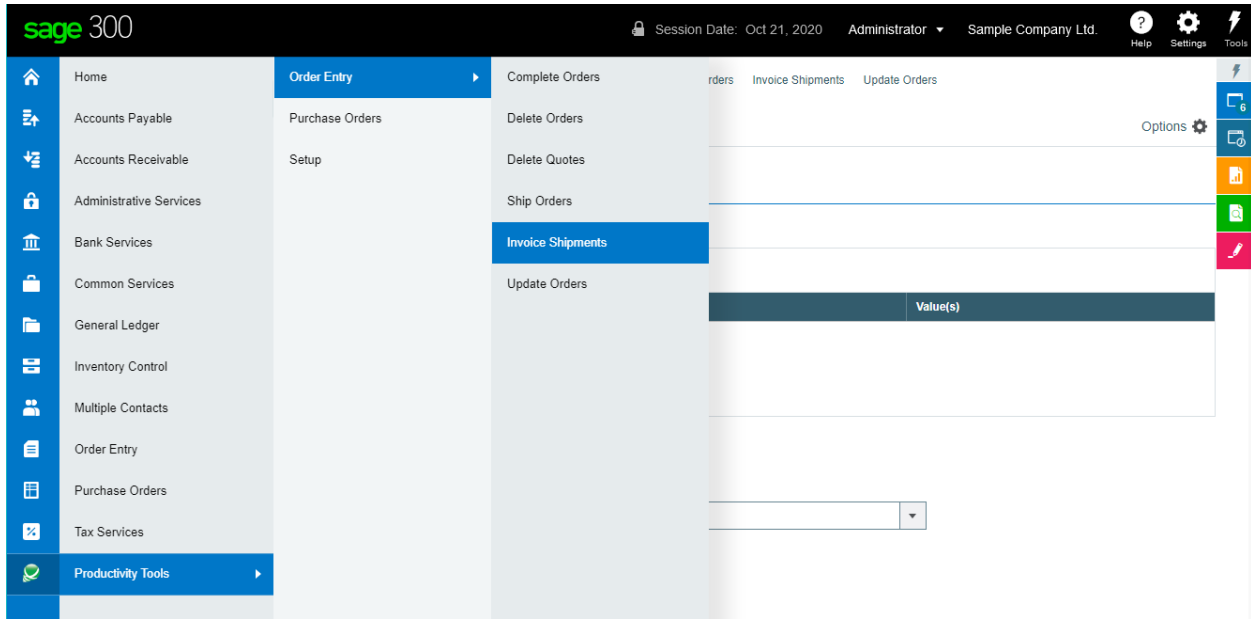 sage 300
Session Date: Oct 21, 2020
Administrator
Sample Company Ltd.
?
Help
Settings
Tools
Home
Accounts Payable
Accounts Receivable
Administrative Services
Bank Services
Common Services
General Ledger
Inventory Control
Multiple Contacts
Order Entry
Purchase Orders
Tax Services
Productivity Tools
Order Entry
Purchase Orders
Setup
Complete Orders
Delete Orders
Delete Quotes
Ship Orders
Invoice Shipments
Update Orders
rders Invoice Shipments Update Orders
Options
Value(s)
6